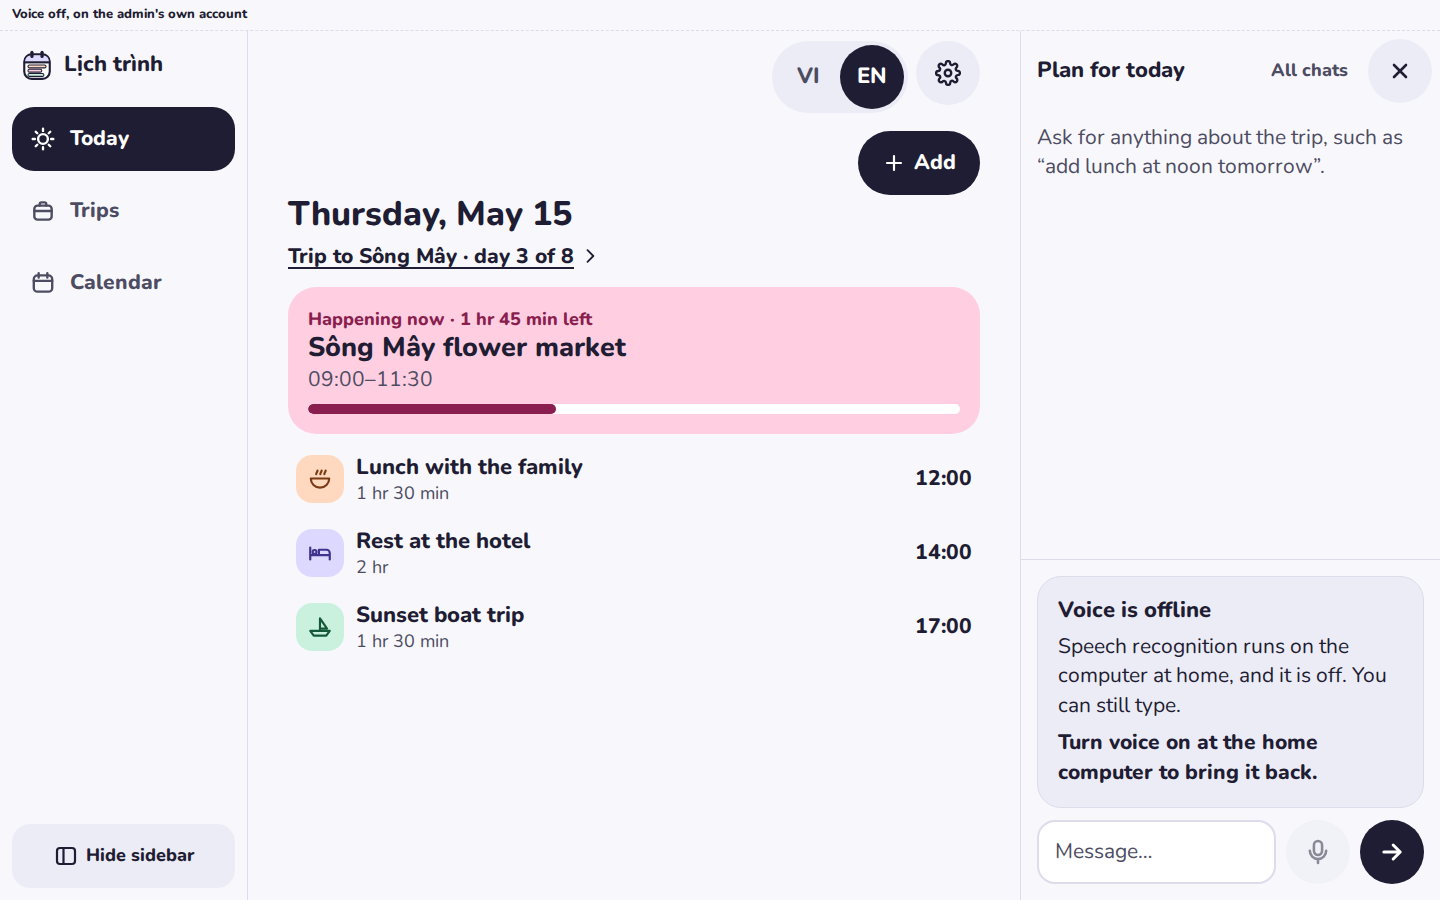 Voice off, on the admin's own account
Lịch trình
Today
Trips
Calendar
Hide sidebar
VI
EN
Add
Thursday, May 15
Trip to Sông Mây · day 3 of 8
Happening now · 1 hr 45 min left
Sông Mây flower market
09:00–11:30
Lunch with the family
1 hr 30 min
12:00
Rest at the hotel
2 hr
14:00
Sunset boat trip
1 hr 30 min
17:00
Plan for today
All chats
Ask for anything about the trip, such as
“add lunch at noon tomorrow”.
Voice is offline
Speech recognition runs on the
computer at home, and it is off. You
can still type.
Turn voice on at the home
computer to bring it back.
Message...